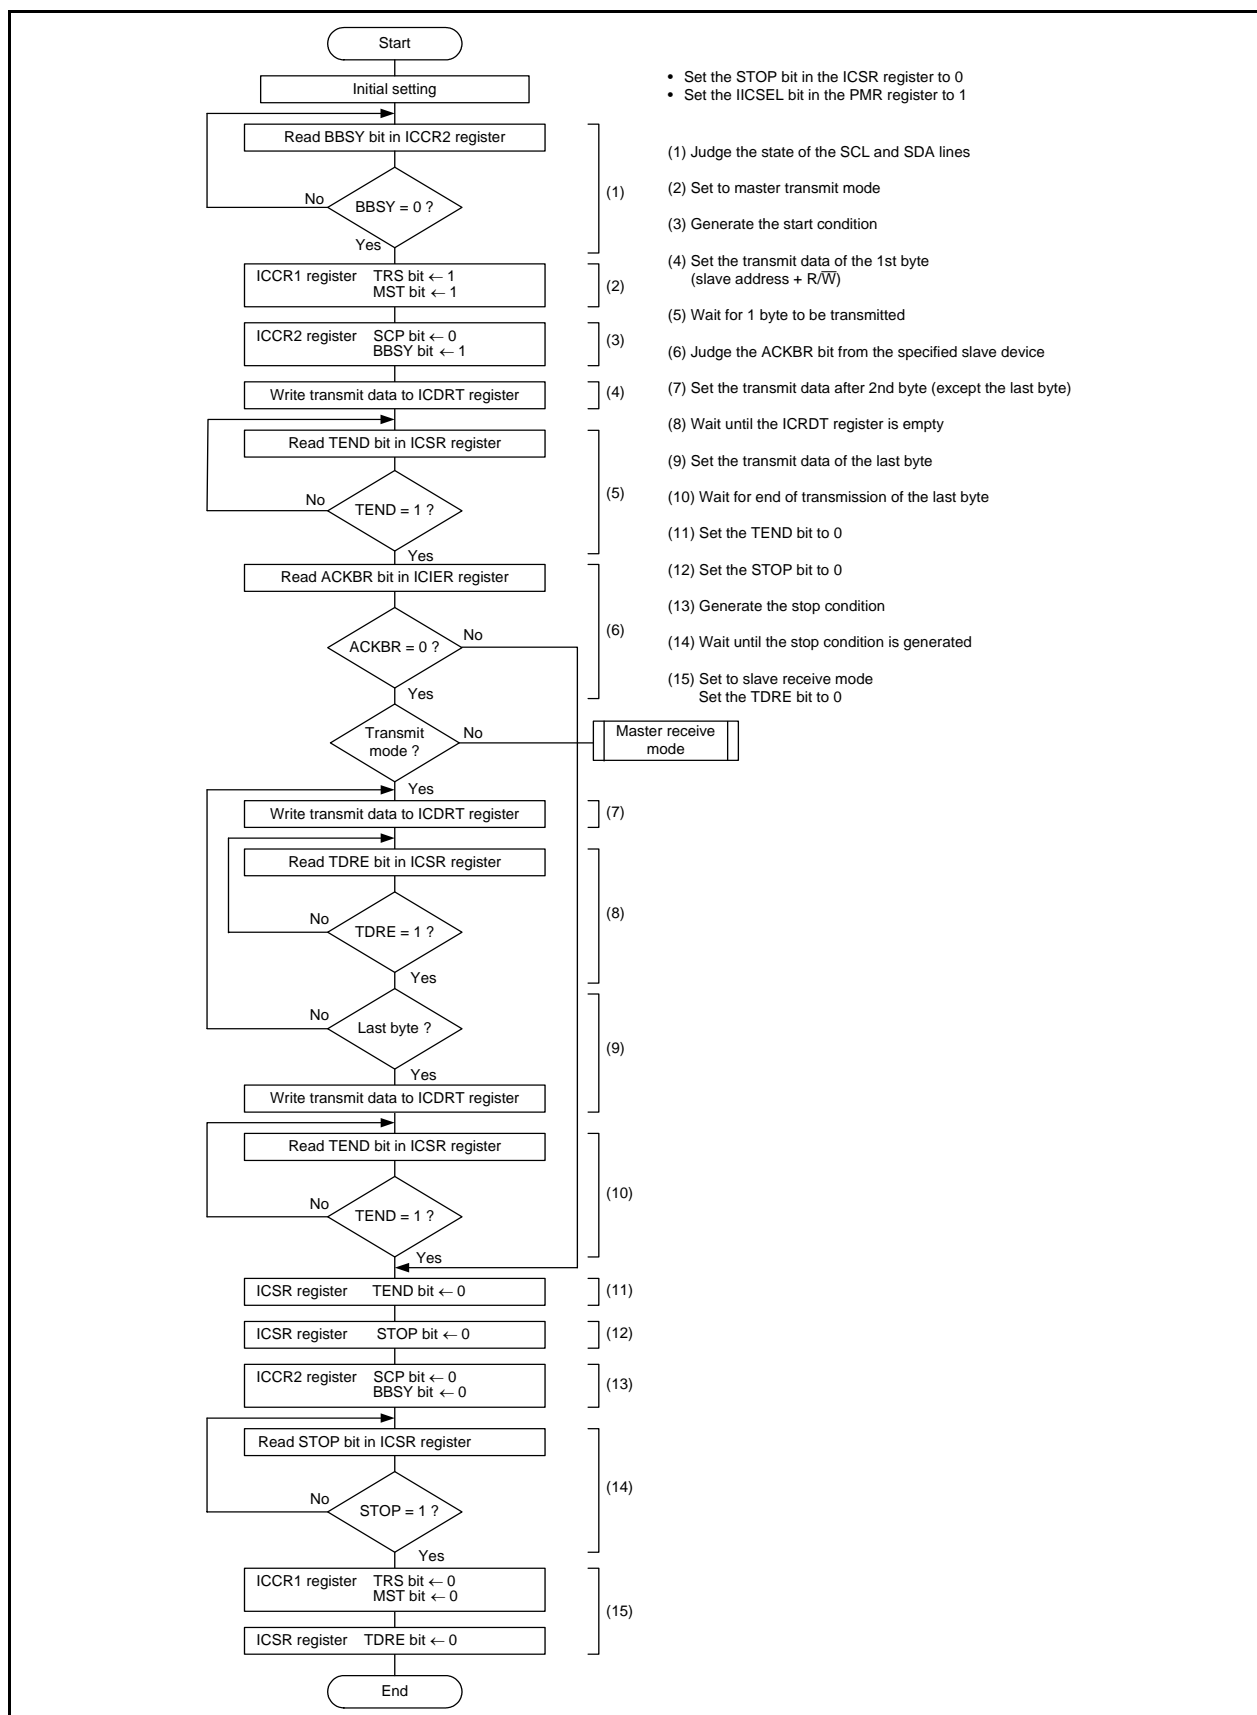 Start
Initial setting
• Set the STOP bit in the ICSR register to 0
• Set the IICSEL bit in the PMR register to 1
Read BBSY bit in ICCR2 register
No
BBSY = 0 ?
Yes
(1)
ICCR1 register TRS bit ← 1
MST bit ← 1
(2)
ICCR2 register SCP bit ← 0
BBSY bit ← 1
(3)
Write transmit data to ICDRT register
(4)
Read TEND bit in ICSR register
No
TEND = 1 ?
Yes
(5)
Read ACKBR bit in ICIER register
ACKBR = 0 ?
No
Yes
(6)
Transmit
mode ?
No
Yes
Master receive
mode
Write transmit data to ICDRT register
(7)
Read TDRE bit in ICSR register
No
TDRE = 1 ?
Yes
(8)
No
Last byte ?
Yes
(9)
Write transmit data to ICDRT register
Read TEND bit in ICSR register
No
TEND = 1 ?
Yes
(10)
ICSR register TEND bit ← 0
(11)
ICSR register STOP bit ← 0
(12)
ICCR2 register SCP bit ← 0
BBSY bit ← 0
(13)
Read STOP bit in ICSR register
No
STOP = 1 ?
Yes
(14)
ICCR1 register TRS bit ← 0
MST bit ← 0
(15)
ICSR register TDRE bit ← 0
End
(1) Judge the state of the SCL and SDA lines
(2) Set to master transmit mode
(3) Generate the start condition
(4) Set the transmit data of the 1st byte
(slave address + R/W̅)
(5) Wait for 1 byte to be transmitted
(6) Judge the ACKBR bit from the specified slave device
(7) Set the transmit data after 2nd byte (except the last byte)
(8) Wait until the ICRDT register is empty
(9) Set the transmit data of the last byte
(10) Wait for end of transmission of the last byte
(11) Set the TEND bit to 0
(12) Set the STOP bit to 0
(13) Generate the stop condition
(14) Wait until the stop condition is generated
(15) Set to slave receive mode
Set the TDRE bit to 0